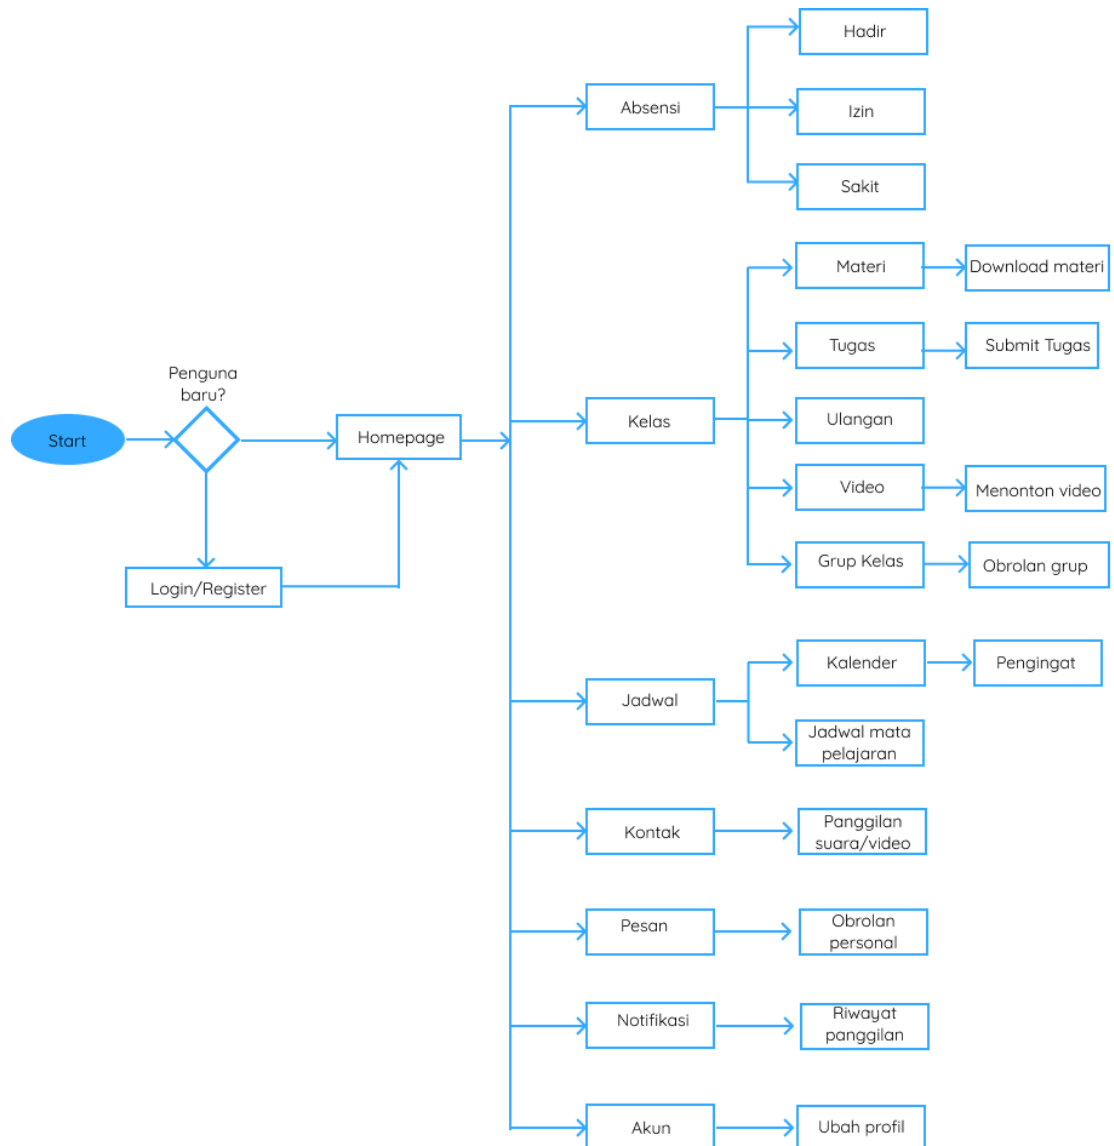 Start
Penguna
baru?
Login/Register
Homepage
Absensi
Hadir
Izin
Sakit
Kelas
Materi
Download materi
Tugas
Submit Tugas
Ulangan
Video
Menonton video
Grup Kelas
Obrolan grup
Jadwal
Kalender
Pengingat
Jadwal mata
pelajaran
Kontak
Panggilan
suara/video
Pesan
Obrolan
personal
Notifikasi
Riwayat
panggilan
Akun
Ubah profil